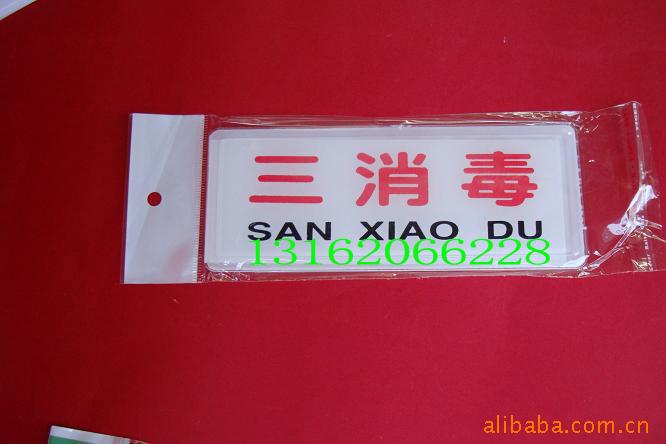 三消毒
SAN XIAO DU
13162066228
alibaba.com.cn